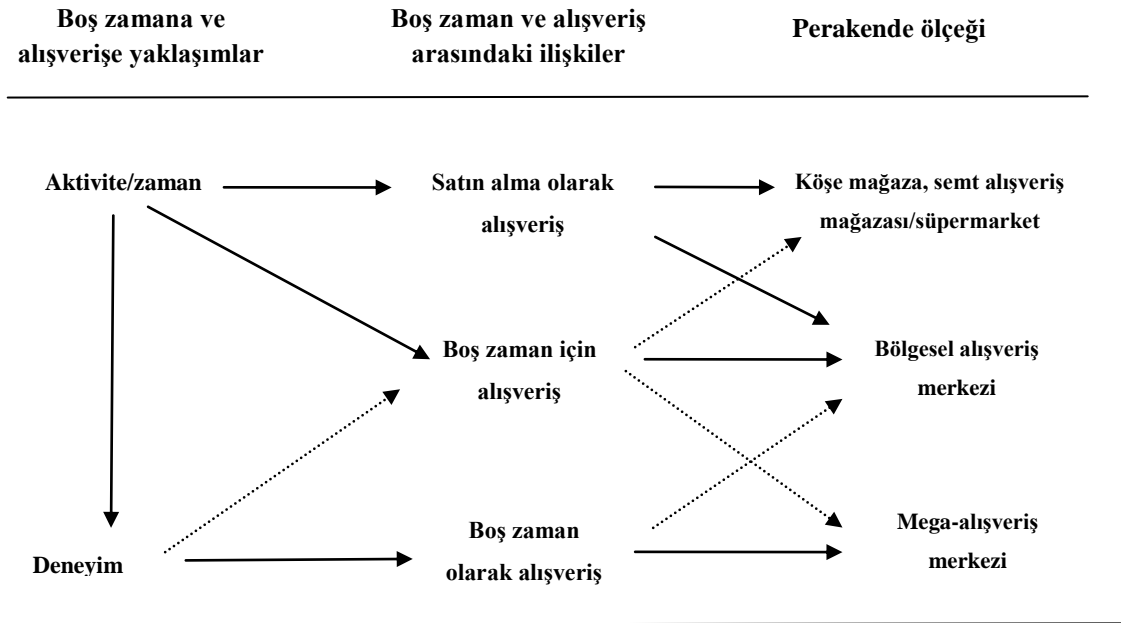 Boş zamana ve
alışverişe yaklaşımlar
Boş zaman ve alışveriş
arasındaki ilişkiler
Perakende ölçeği
Aktivite/zaman
Satın alma olarak
alışveriş
Köşe mağaza, semt alışveriş
mağazası/süpermarket
Boş zaman için
alışveriş
Bölgesel alışveriş
merkezi
Deneyim
Boş zaman
olarak alışveriş
Mega-alışveriş
merkezi